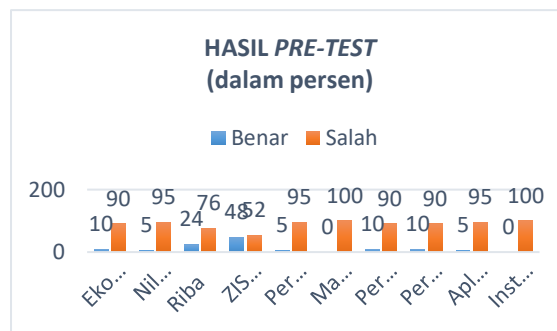 HASIL PRE-TEST
(dalam persen)
Benar Salah
200
0
10 90 5 95 24 76 48 52 5 95 0 100 10 90 10 90 5 95 0 100
Eko... Nil... Riba ZIS... Per... Ma... Per... Per... Apl... Inst...